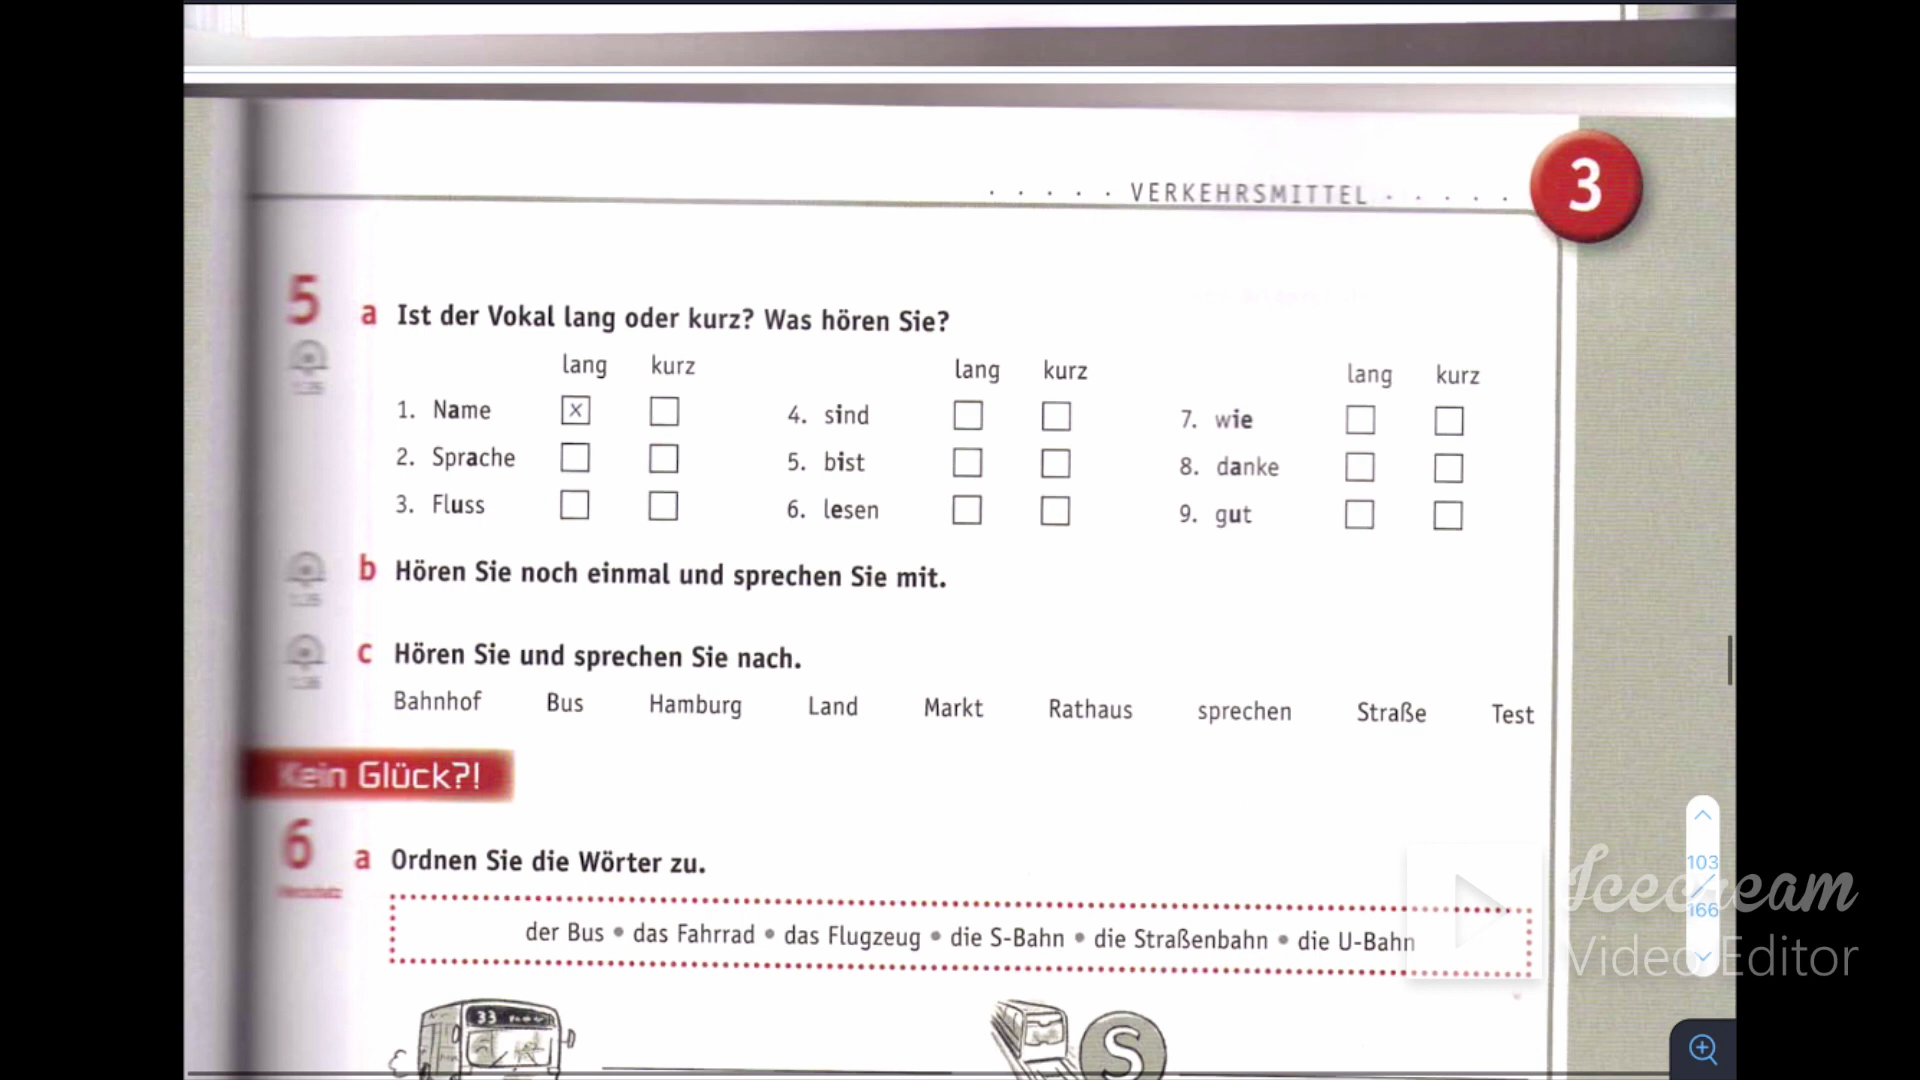 VERKEHRSMITTEL
3
5
a Ist der Vokal lang oder kurz? Was hören Sie?
lang kurz lang kurz lang kurz
1. Name x 4. sind 7. wie
2. Sprache 5. bist 8. danke
3. Fluss 6. lesen 9. gut
b Hören Sie noch einmal und sprechen Sie mit.
c Hören Sie und sprechen Sie nach.
Bahnhof Bus Hamburg Land Markt Rathaus sprechen Straße Test
Kein Glück?!
6
a Ordnen Sie die Wörter zu.
der Bus • das Fahrrad • das Flugzeug • die S-Bahn • die Straßenbahn • die U-Bahn
33
S
103
166
Icecream
Video Editor